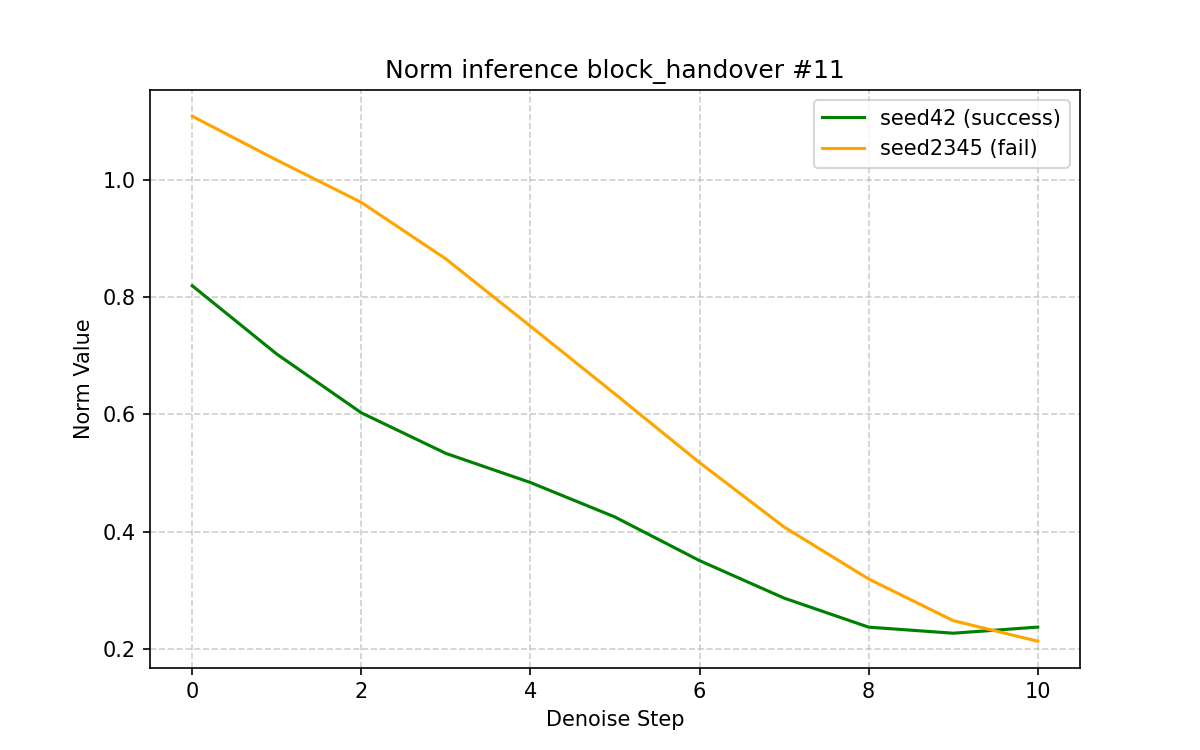 Norm inference block_handover #11
seed42 (success)
seed2345 (fail)
Norm Value
1.0
0.8
0.6
0.4
0.2
0 2 4 6 8 10
Denoise Step